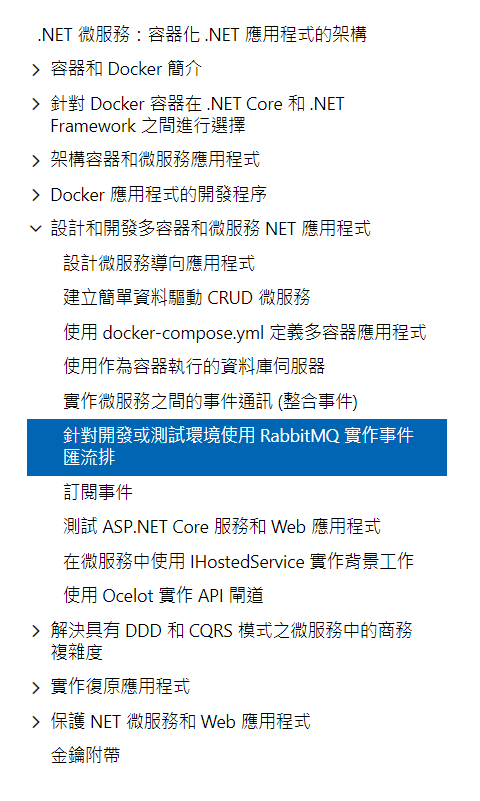 .NET 微服務：容器化 .NET 應用程式的架構
容器和 Docker 簡介
針對 Docker 容器在 .NET Core 和 .NET
Framework 之間進行選擇
架構容器和微服務應用程式
Docker 應用程式的開發程序
設計和開發多容器和微服務 NET 應用程式
設計微服務導向應用程式
建立簡單資料驅動 CRUD 微服務
使用 docker-compose.yml 定義多容器應用程式
使用作為容器執行的資料庫伺服器
實作微服務之間的事件通訊 (整合事件)
針對開發或測試環境使用 RabbitMQ 實作事件
匯流排
訂閱事件
測試 ASP.NET Core 服務和 Web 應用程式
在微服務中使用 IHostedService 實作背景工作
使用 Ocelot 實作 API 閘道
解決具有 DDD 和 CQRS 模式之微服務中的商務
複雜度
實作復原應用程式
保護 NET 微服務和 Web 應用程式
金鑰附帶